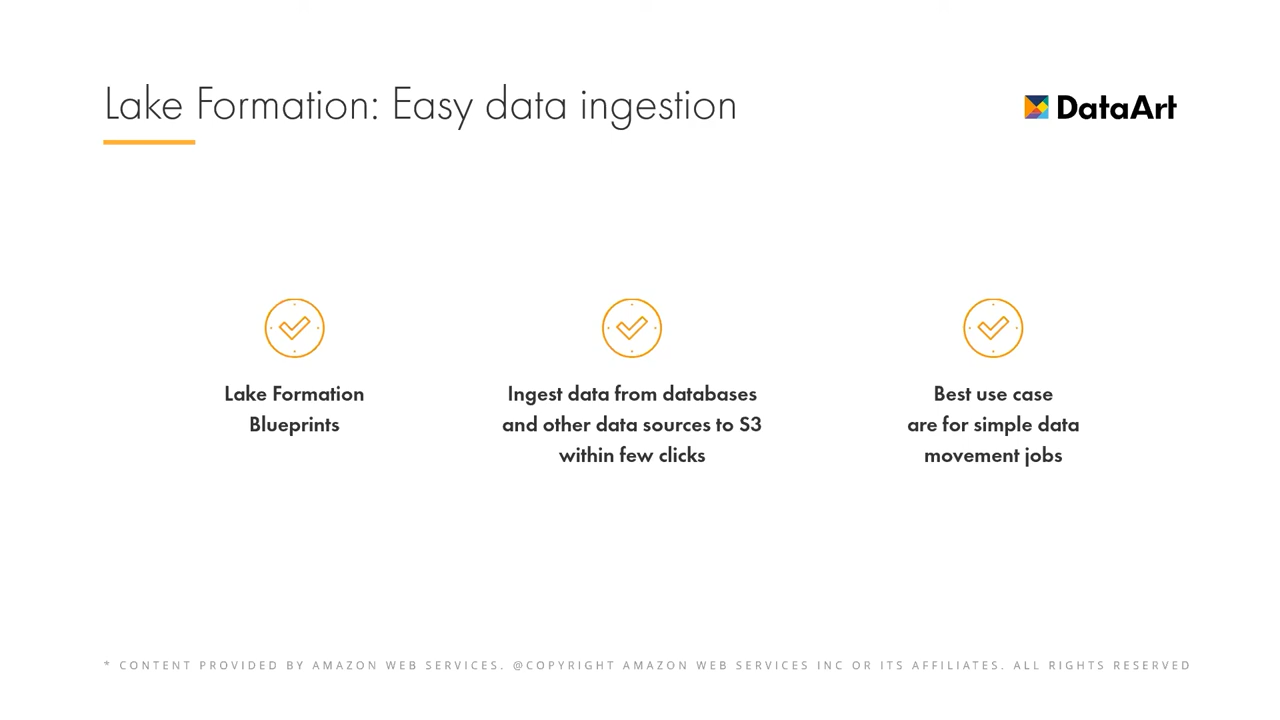 Lake Formation: Easy data ingestion
DataArt
Lake Formation
Blueprints
Ingest data from databases
and other data sources to S3
within few clicks
Best use case
are for simple data
movement jobs
* CONTENT PROVIDED BY AMAZON WEB SERVICES. @COPYRIGHT AMAZON WEB SERVICES INC OR ITS AFFILIATES. ALL RIGHTS RESERVED